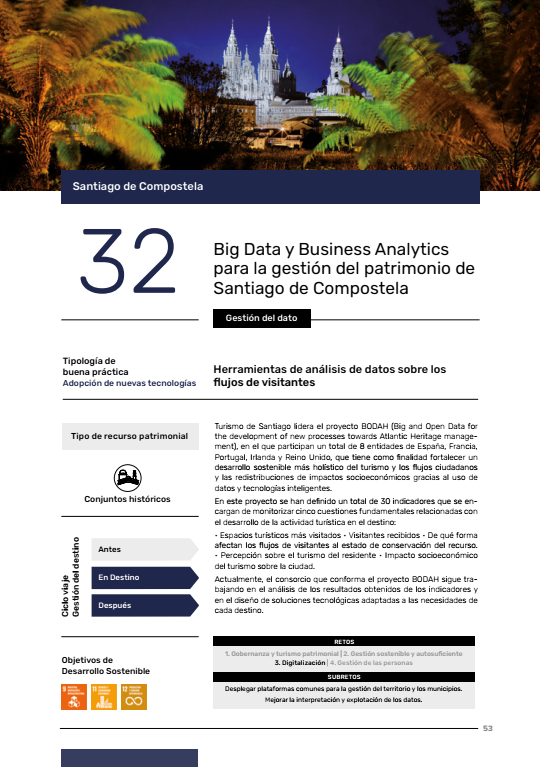 Santiago de Compostela
32
Big Data y Business Analytics
para la gestión del patrimonio de
Santiago de Compostela
Gestión del dato
Tipología de
buena práctica
Adopción de nuevas tecnologías
Herramientas de análisis de datos sobre los
flujos de visitantes
Tipo de recurso patrimonial
Conjuntos históricos
Ciclo viaje
Gestión del destino
Antes
En Destino
Después
Objetivos de
Desarrollo Sostenible
9
11
12
Turismo de Santiago lidera el proyecto BODAH (Big and Open Data for
the development of new processes towards Atlantic Heritage manage-
ment), en el que participan un total de 8 entidades de España, Francia,
Portugal, Irlanda y Reino Unido, que tiene como finalidad fortalecer un
desarrollo sostenible más holístico del turismo y los flujos ciudadanos
y las redistribuciones de impactos socioeconómicos gracias al uso de
datos y tecnologías inteligentes.
En este proyecto se han definido un total de 30 indicadores que se en-
cargan de monitorizar cinco cuestiones fundamentales relacionadas con
el desarrollo de la actividad turística en el destino:
· Espacios turísticos más visitados · Visitantes recibidos · De qué forma
afectan los flujos de visitantes al estado de conservación del recurso.
· Percepción sobre el turismo del residente · Impacto socioeconómico
del turismo sobre la ciudad.
Actualmente, el consorcio que conforma el proyecto BODAH sigue tra-
bajando en el análisis de los resultados obtenidos de los indicadores y
en el diseño de soluciones tecnológicas adaptadas a las necesidades de
cada destino.
RETOS
1. Gobernanza y turismo patrimonial | 2. Gestión sostenible y autosuficiente
3. Digitalización | 4. Gestión de las personas
SUBRETOS
Desplegar plataformas comunes para la gestión del territorio y los municipios.
Mejorar la interpretación y explotación de los datos.
53